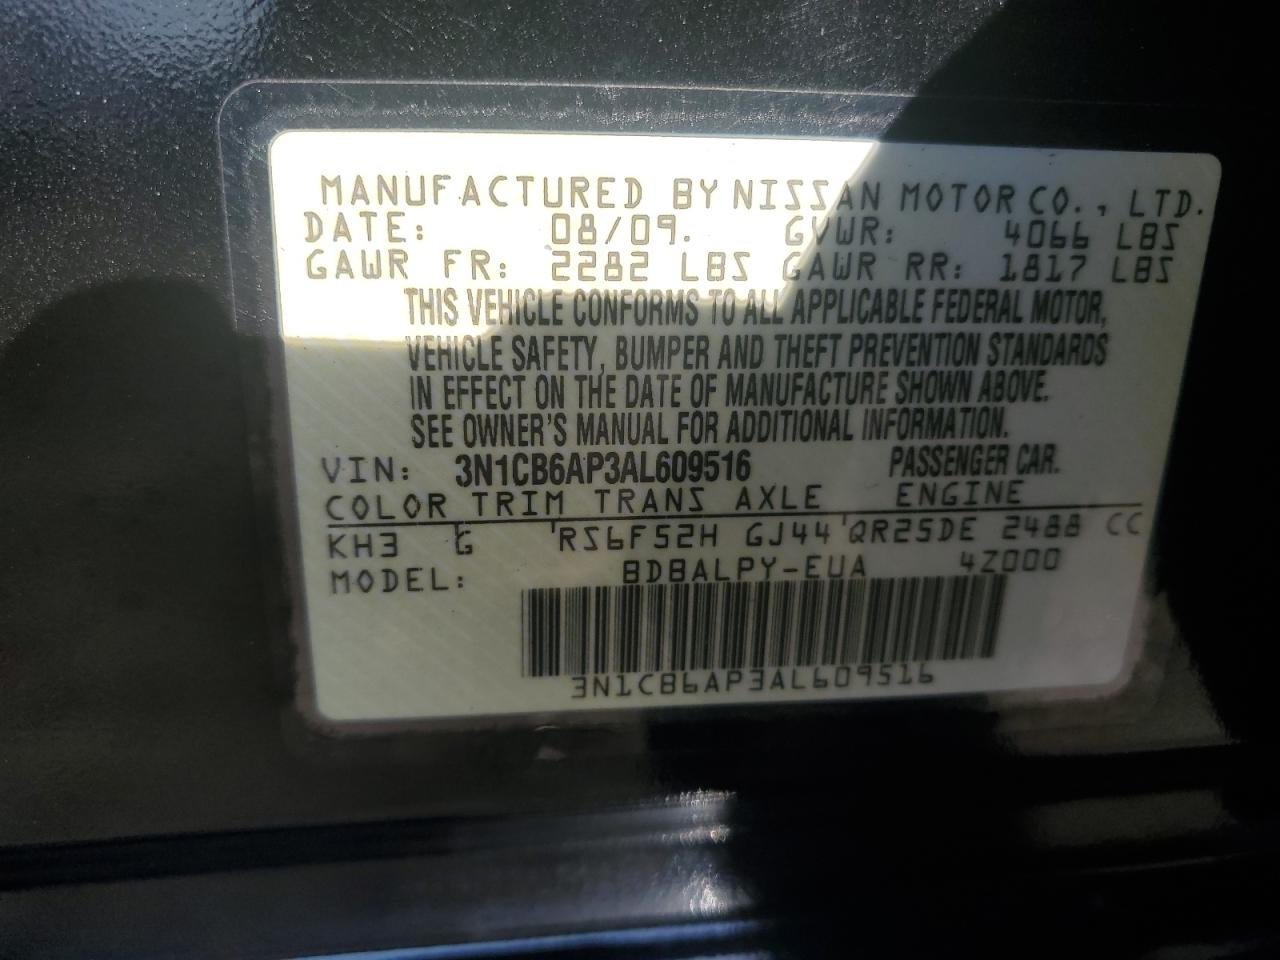 MANUFACTURED BY NISSAN MOTOR CO., LTD.
DATE: 08/09. GVWR: 4066 LBS
GAWR FR: 2282 LBS GAWR RR: 1817 LBS
THIS VEHICLE CONFORMS TO ALL APPLICABLE FEDERAL MOTOR,
VEHICLE SAFETY, BUMPER AND THEFT PREVENTION STANDARDS
IN EFFECT ON THE DATE OF MANUFACTURE SHOWN ABOVE.
SEE OWNER'S MANUAL FOR ADDITIONAL INFORMATION.
VIN: 3N1CB6AP3AL609516 PASSENGER CAR.
COLOR TRIM TRANS AXLE ENGINE
KH3 G RS6F52H GJ44 QR25DE 2488 CC
MODEL: BDBALPY-EUA 4Z000
3N1CB6AP3AL609516